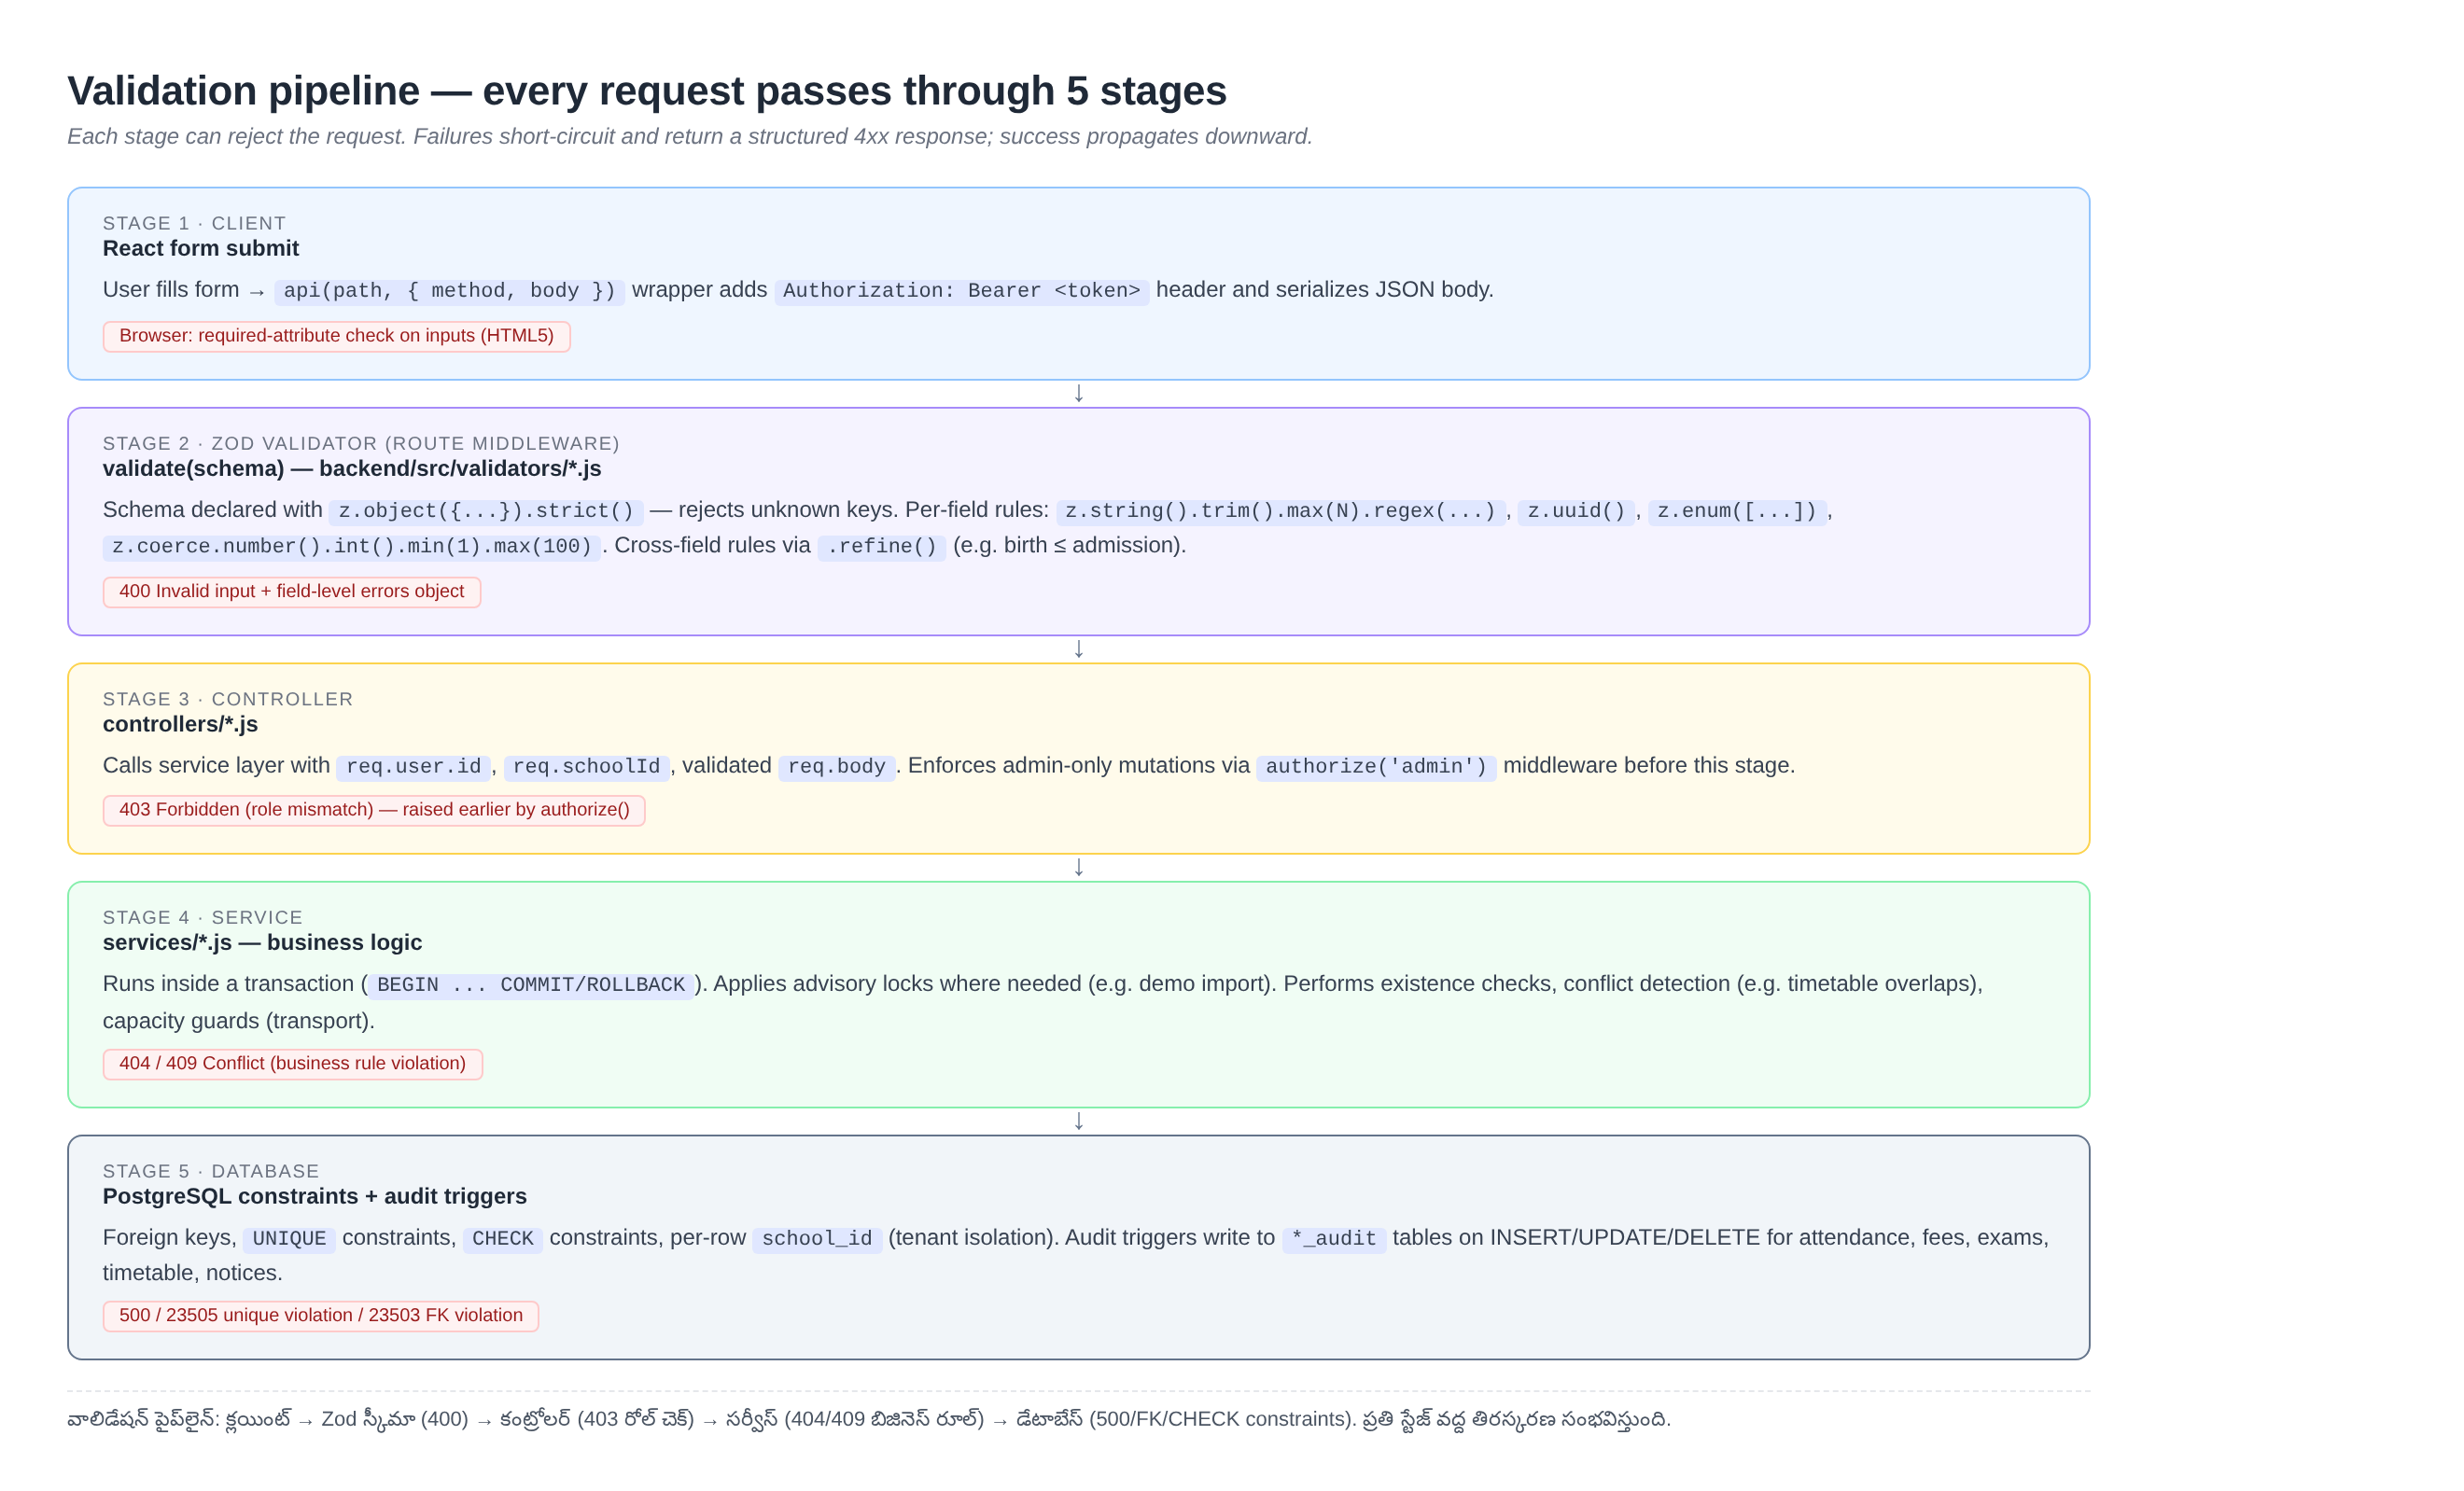 Validation pipeline — every request passes through 5 stages
Each stage can reject the request. Failures short-circuit and return a structured 4xx response; success propagates downward.
STAGE 1 · CLIENT
React form submit
User fills form → api(path, { method, body }) wrapper adds Authorization: Bearer <token> header and serializes JSON body.
Browser: required-attribute check on inputs (HTML5)
↓
STAGE 2 · ZOD VALIDATOR (ROUTE MIDDLEWARE)
validate(schema) — backend/src/validators/*.js
Schema declared with z.object({...}).strict() — rejects unknown keys. Per-field rules: z.string().trim().max(N).regex(...), z.uuid(), z.enum([...]),
z.coerce.number().int().min(1).max(100). Cross-field rules via .refine() (e.g. birth ≤ admission).
400 Invalid input + field-level errors object
↓
STAGE 3 · CONTROLLER
controllers/*.js
Calls service layer with req.user.id, req.schoolId, validated req.body. Enforces admin-only mutations via authorize('admin') middleware before this stage.
403 Forbidden (role mismatch) — raised earlier by authorize()
↓
STAGE 4 · SERVICE
services/*.js — business logic
Runs inside a transaction (BEGIN ... COMMIT/ROLLBACK). Applies advisory locks where needed (e.g. demo import). Performs existence checks, conflict detection (e.g. timetable overlaps),
capacity guards (transport).
404 / 409 Conflict (business rule violation)
↓
STAGE 5 · DATABASE
PostgreSQL constraints + audit triggers
Foreign keys, UNIQUE constraints, CHECK constraints, per-row school_id (tenant isolation). Audit triggers write to *_audit tables on INSERT/UPDATE/DELETE for attendance, fees, exams,
timetable, notices.
500 / 23505 unique violation / 23503 FK violation
వాలిడేషన్ పైప్‌లైన్: క్లయింట్ → Zod స్కీమా (400) → కంట్రోలర్ (403 రోల్ చెక్) → సర్వీస్ (404/409 బిజినెస్ రూల్) → డేటాబేస్ (500/FK/CHECK constraints). ప్రతి స్టేజ్ వద్ద తిరస్కరణ సంభవిస్తుంది.